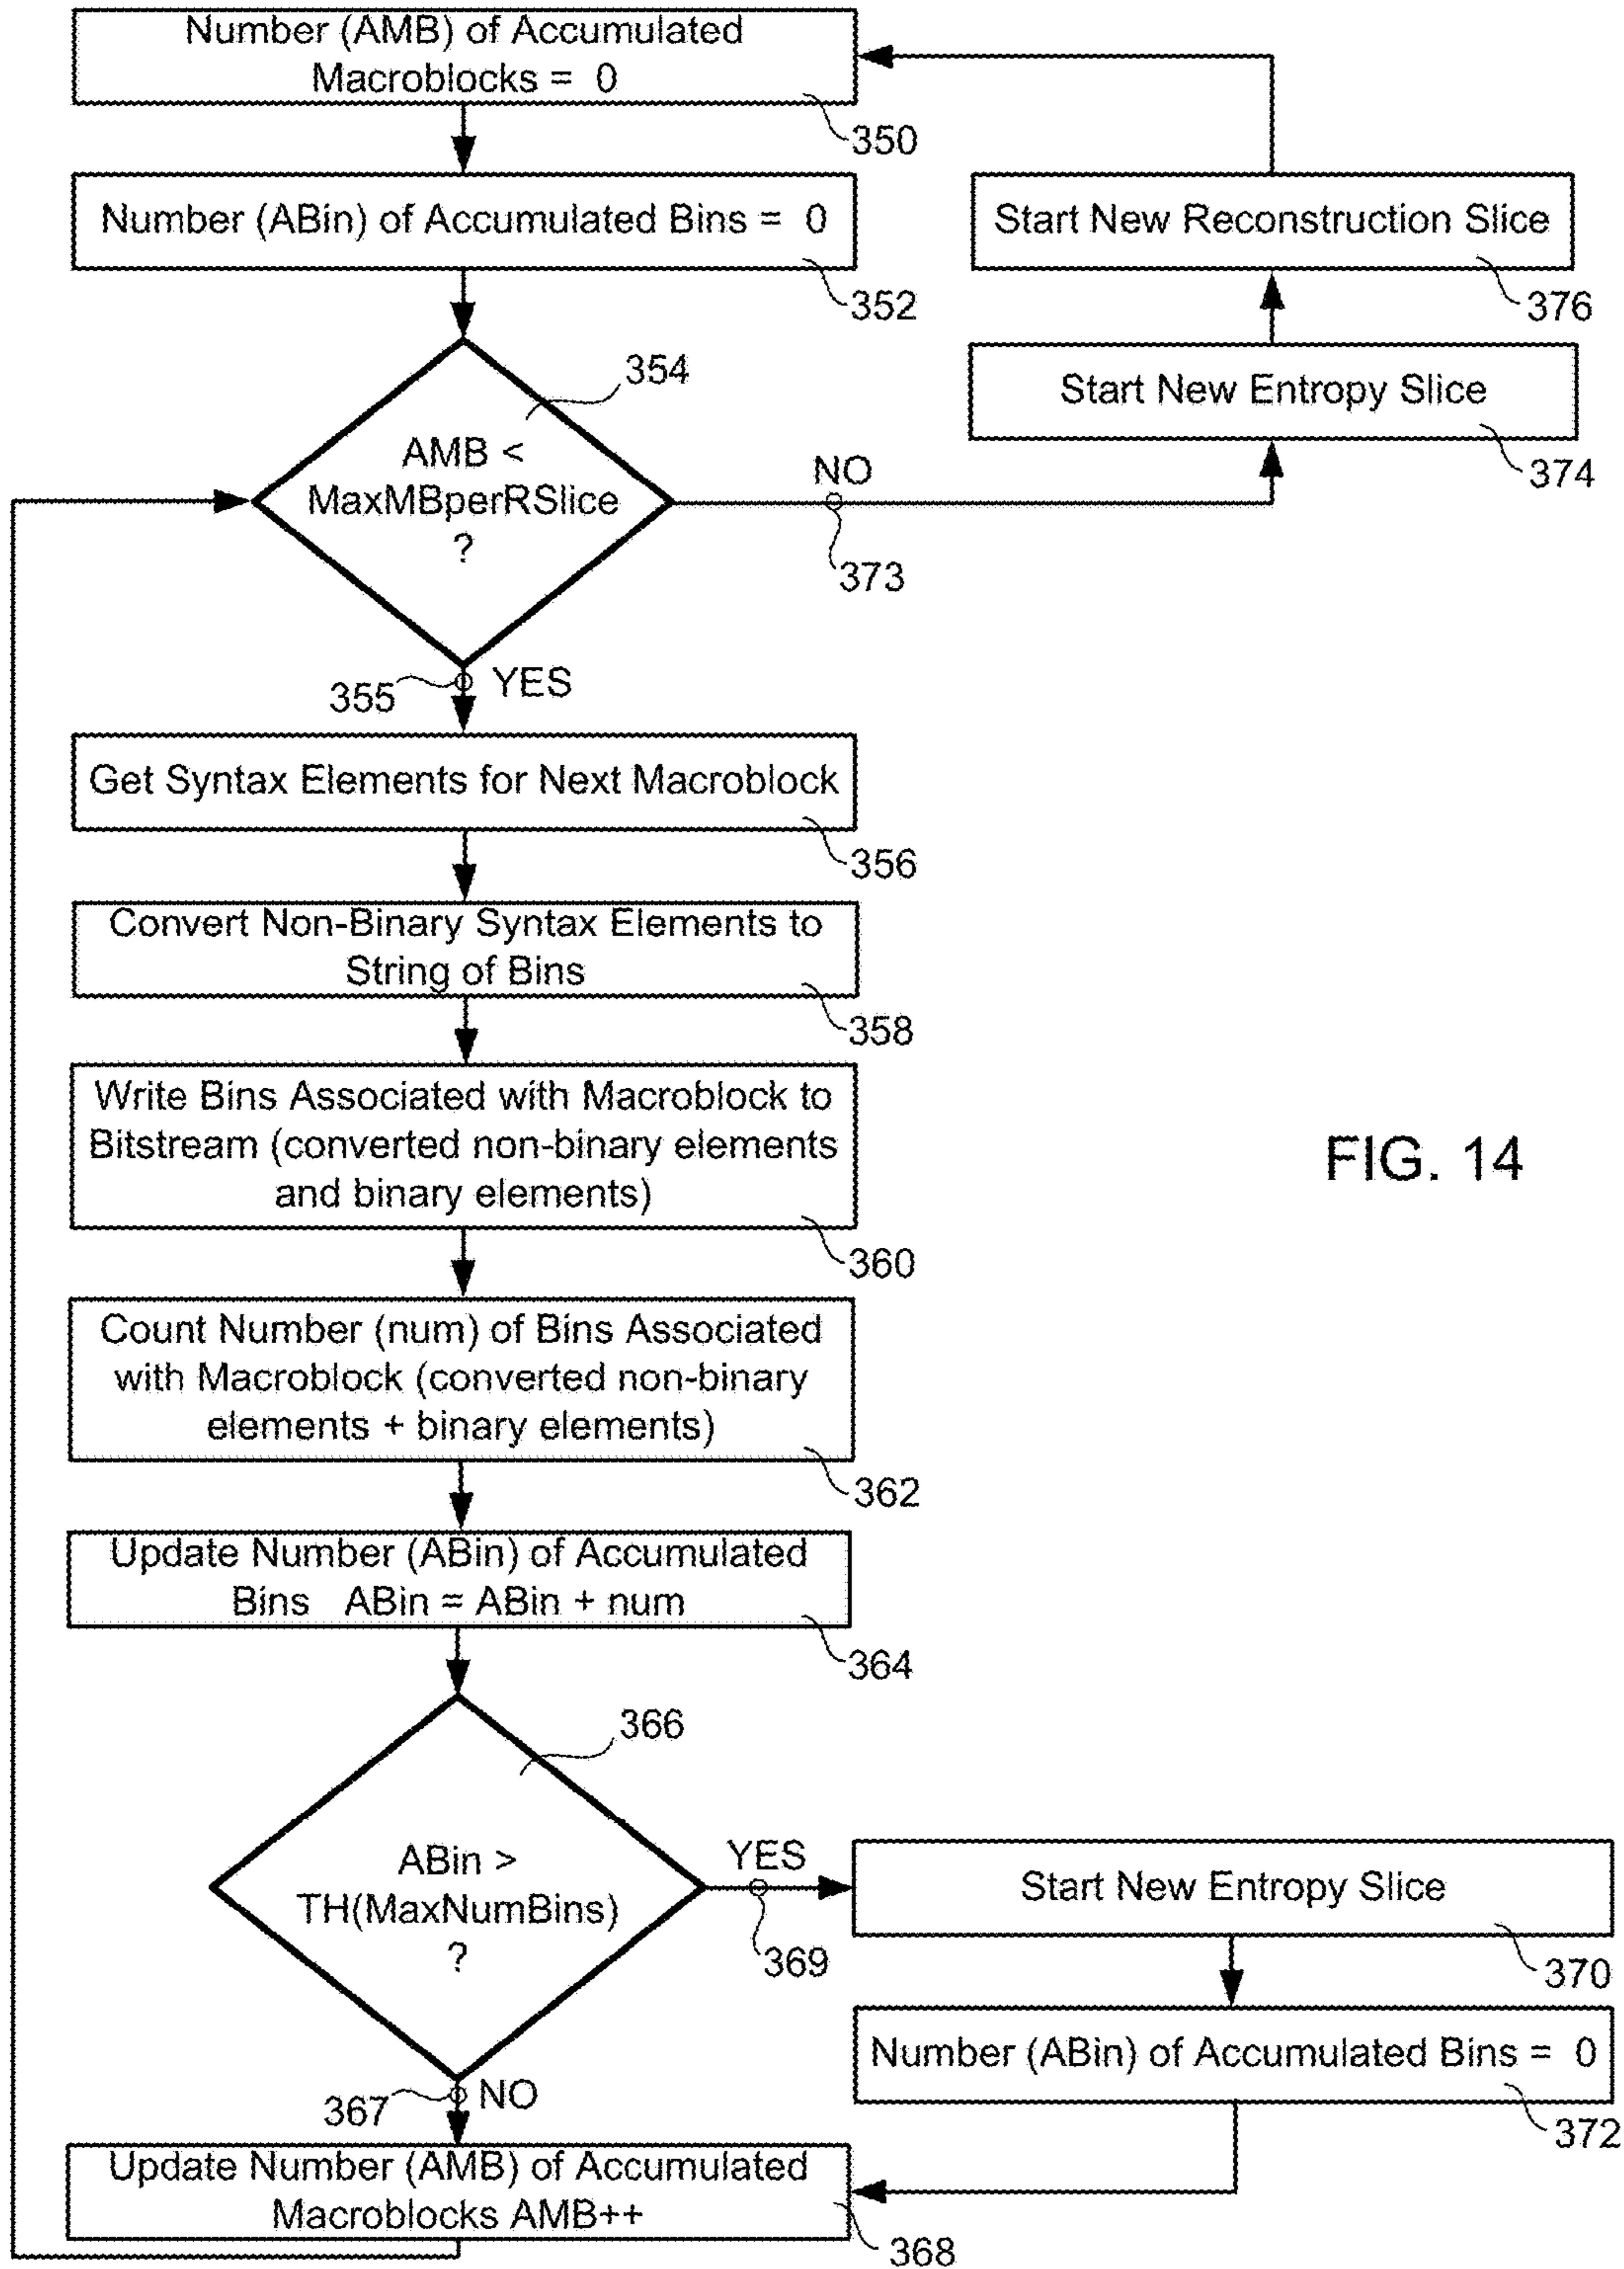 Number (AMB) of Accumulated
Macroblocks = 0
350
Number (ABin) of Accumulated Bins = 0
352
Start New Reconstruction Slice
376
Start New Entropy Slice
374
354
AMB <
MaxMBperRSlice
?
NO
373
355
YES
Get Syntax Elements for Next Macroblock
356
Convert Non-Binary Syntax Elements to
String of Bins
358
Write Bins Associated with Macroblock to
Bitstream (converted non-binary elements
and binary elements)
360
FIG. 14
Count Number (num) of Bins Associated
with Macroblock (converted non-binary
elements + binary elements)
362
Update Number (ABin) of Accumulated
Bins ABin = ABin + num
364
366
ABin >
TH(MaxNumBins)
?
YES
369
Start New Entropy Slice
370
Number (ABin) of Accumulated Bins = 0
372
367
NO
Update Number (AMB) of Accumulated
Macroblocks AMB++
368